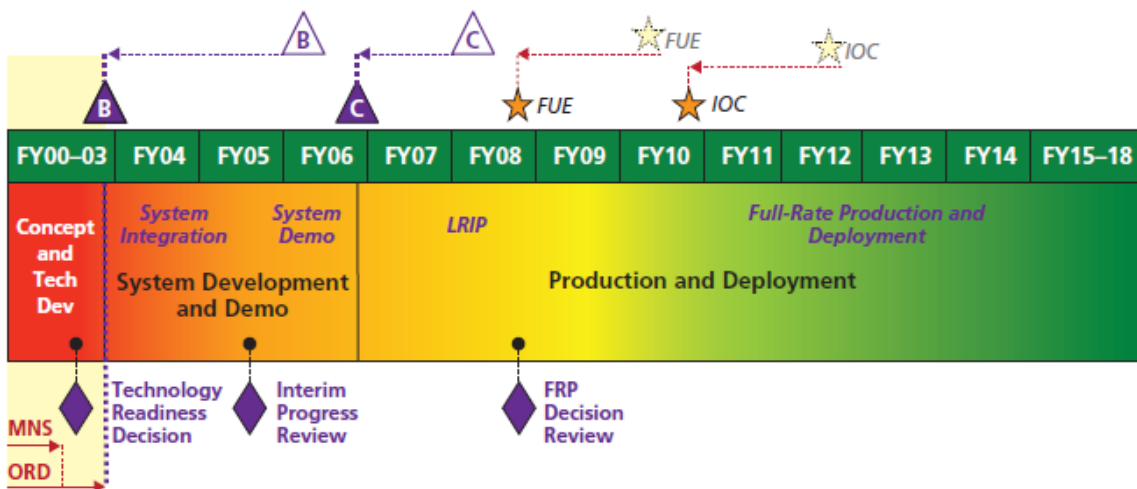 B
C
FUE
IOC
B
C
FUE
IOC
FY00–03 FY04 FY05 FY06 FY07 FY08 FY09 FY10 FY11 FY12 FY13 FY14 FY15–18
Concept
and
Tech
Dev
System
Integration
System
Demo
System Development
and Demo
LRIP
Full-Rate Production and
Deployment
Production and Deployment
Technology
Readiness
Decision
Interim
Progress
Review
FRP
Decision
Review
MNS
ORD